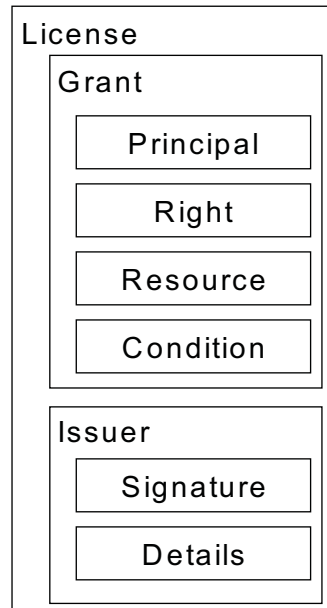 License
Grant
Principal
Right
Resource
Condition
Issuer
Signature
Details